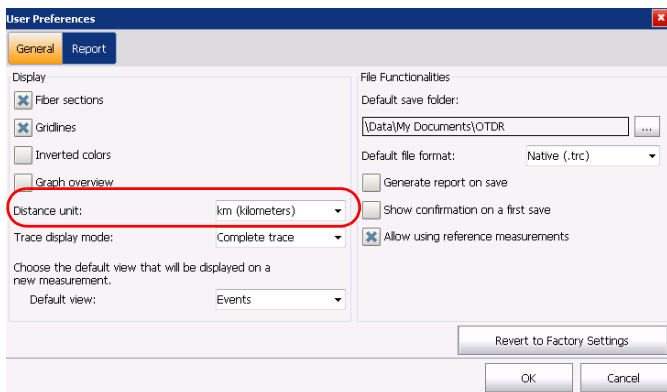 User Preferences
General Report
Display
Fiber sections
Gridlines
Inverted colors
Graph overview
Distance unit: km (kilometers)
Trace display mode: Complete trace
Choose the default view that will be displayed on a
new measurement.
Default view: Events
File Functionalities
Default save folder:
\Data\My Documents\OTDR ...
Default file format: Native (.trc)
Generate report on save
Show confirmation on a first save
Allow using reference measurements
Revert to Factory Settings
OK Cancel